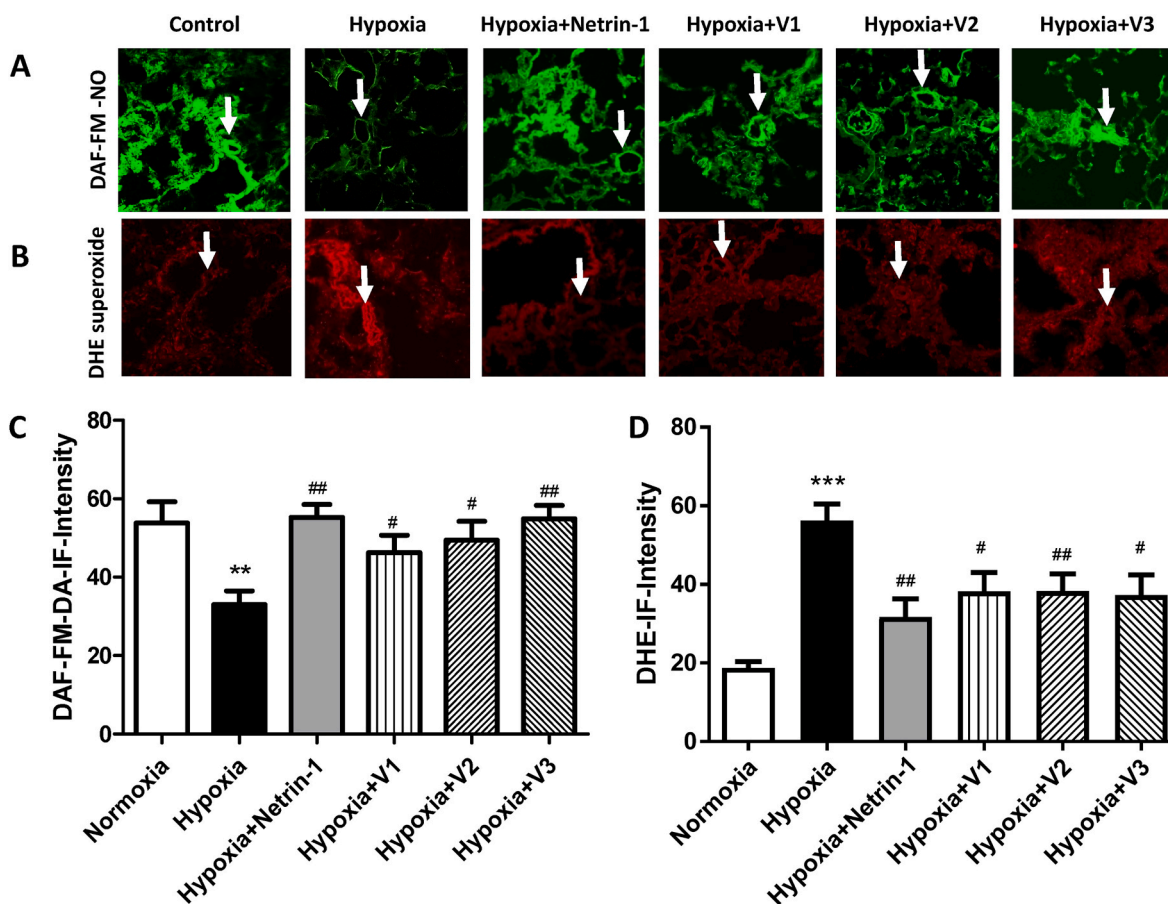 Control Hypoxia Hypoxia+Netrin-1 Hypoxia+V1 Hypoxia+V2 Hypoxia+V3
A
DAF-FM -NO
B
DHE superoxide
C
DAF-FM-DA-IF-Intensity
80
60
40
20
0
** ## # # ##
Normoxia Hypoxia Hypoxia+Netrin-1 Hypoxia+V1 Hypoxia+V2 Hypoxia+V3
D
DHE-IF-Intensity
80
60
40
20
0
*** ## # ## #
Normoxia Hypoxia Hypoxia+Netrin-1 Hypoxia+V1 Hypoxia+V2 Hypoxia+V3